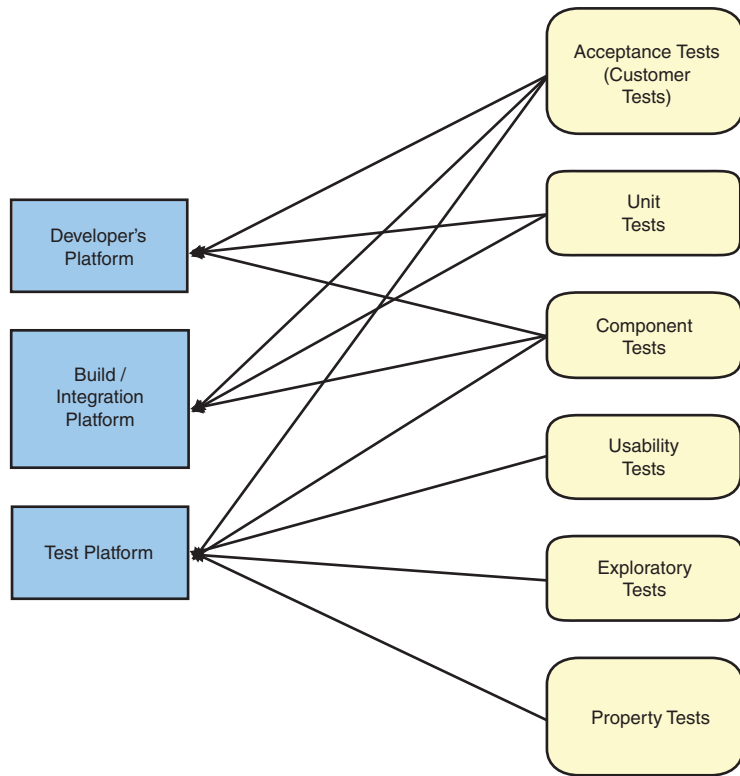 Acceptance Tests
(Customer
Tests)
Unit
Tests
Developer's
Platform
Component
Tests
Build /
Integration
Platform
Usability
Tests
Test Platform
Exploratory
Tests
Property Tests